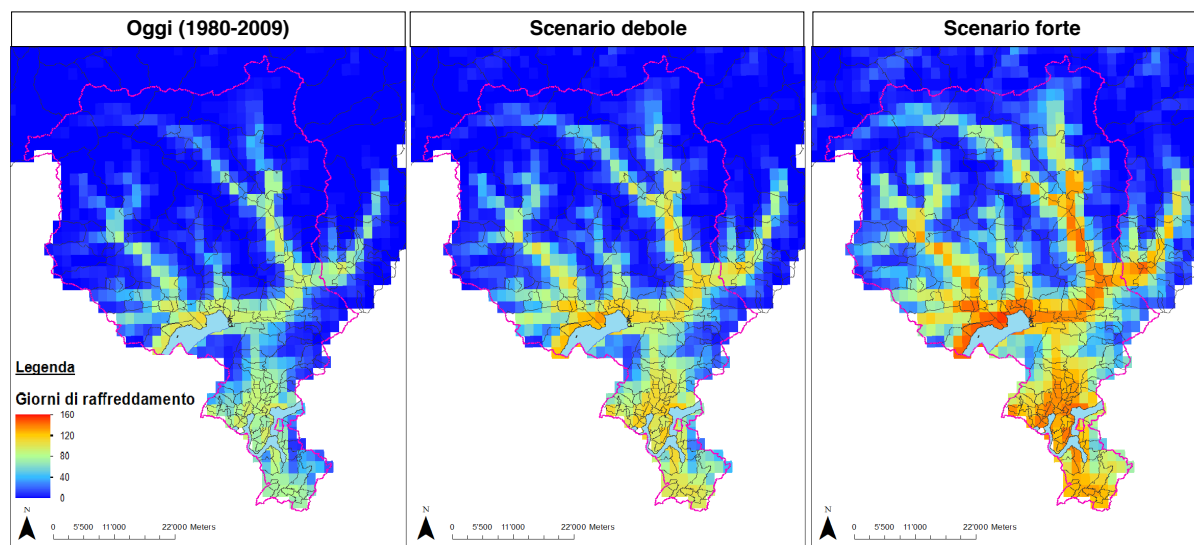 Oggi (1980-2009)
Scenario debole
Scenario forte
Legenda
Giorni di raffreddamento
160
120
80
40
0
N
0 5'500 11'000 22'000 Meters
N
0 5'500 11'000 22'000 Meters
N
0 5'500 11'000 22'000 Meters